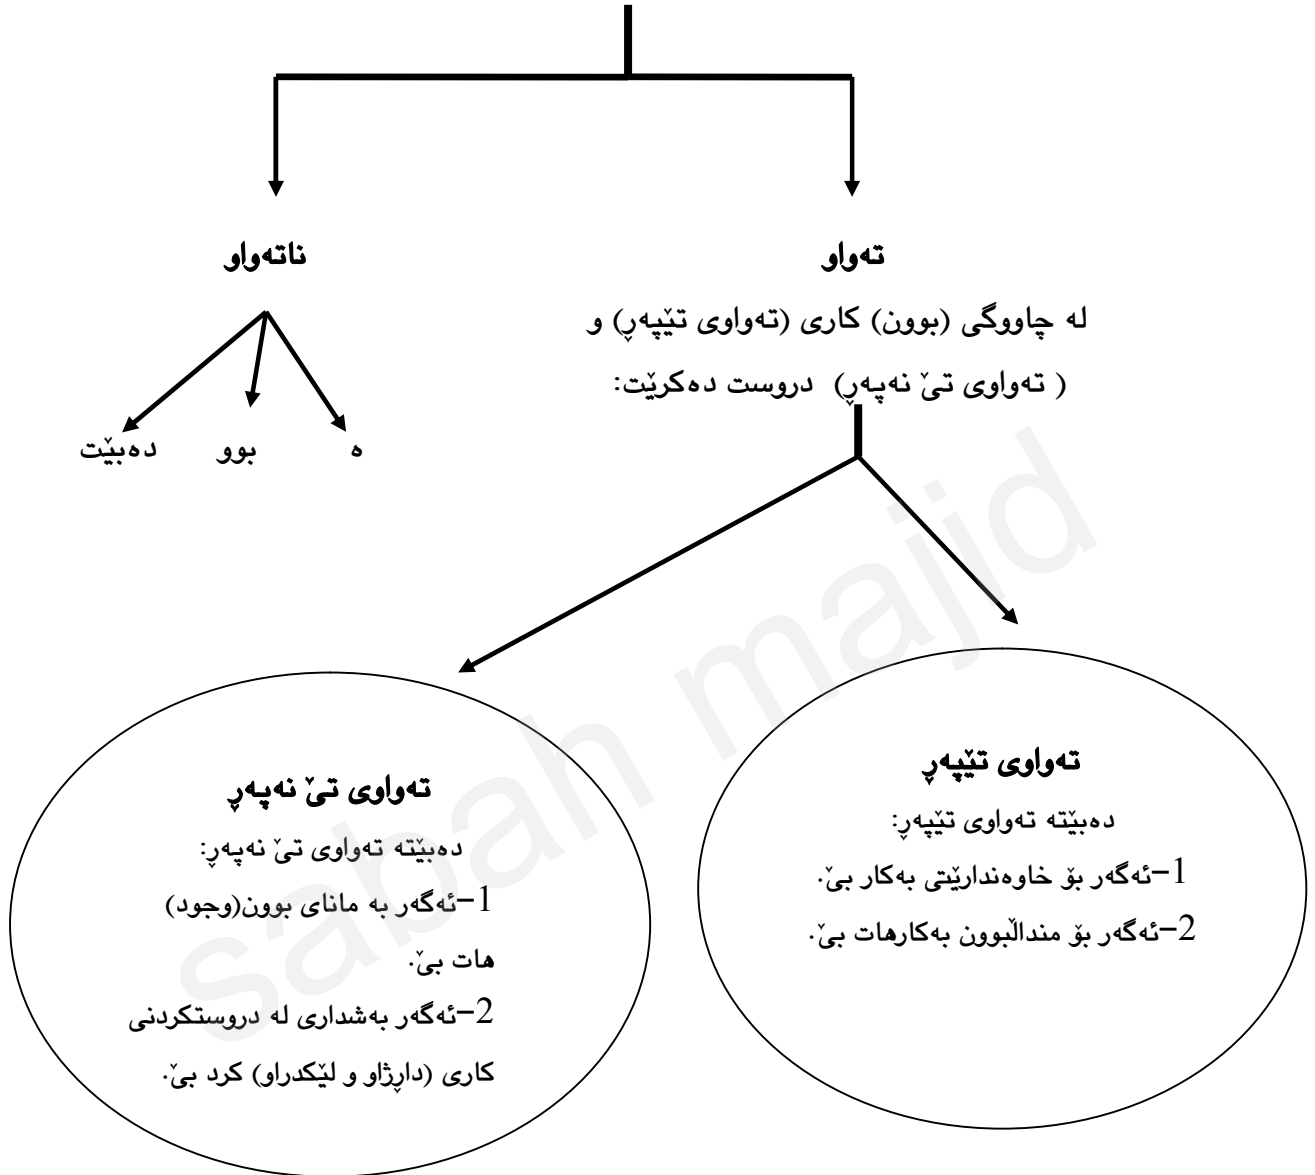 تەواو
لە چاووگی (بوون) کاری (تەواوی تێپەڕ) و
( تەواوی تێ نەپەڕ) دروست دەکرێت:
ناتەواو
ە بوو دەبێت
تەواوی تێپەڕ
دەبێتە تەواوی تێپەڕ:
1-ئەگەر بۆ خاوەندارێتی بەکار بێ.
2-ئەگەر بۆ منداڵبوون بەکارهات بێ.
تەواوی تێ نەپەڕ
دەبێتە تەواوی تێ نەپەڕ:
1-ئەگەر بە مانای بوون(وجود)
هات بێ.
2-ئەگەر بەشداری لە دروستکردنی
کاری (داڕژاو و لێکدراو) کرد بێ.
sabah majid